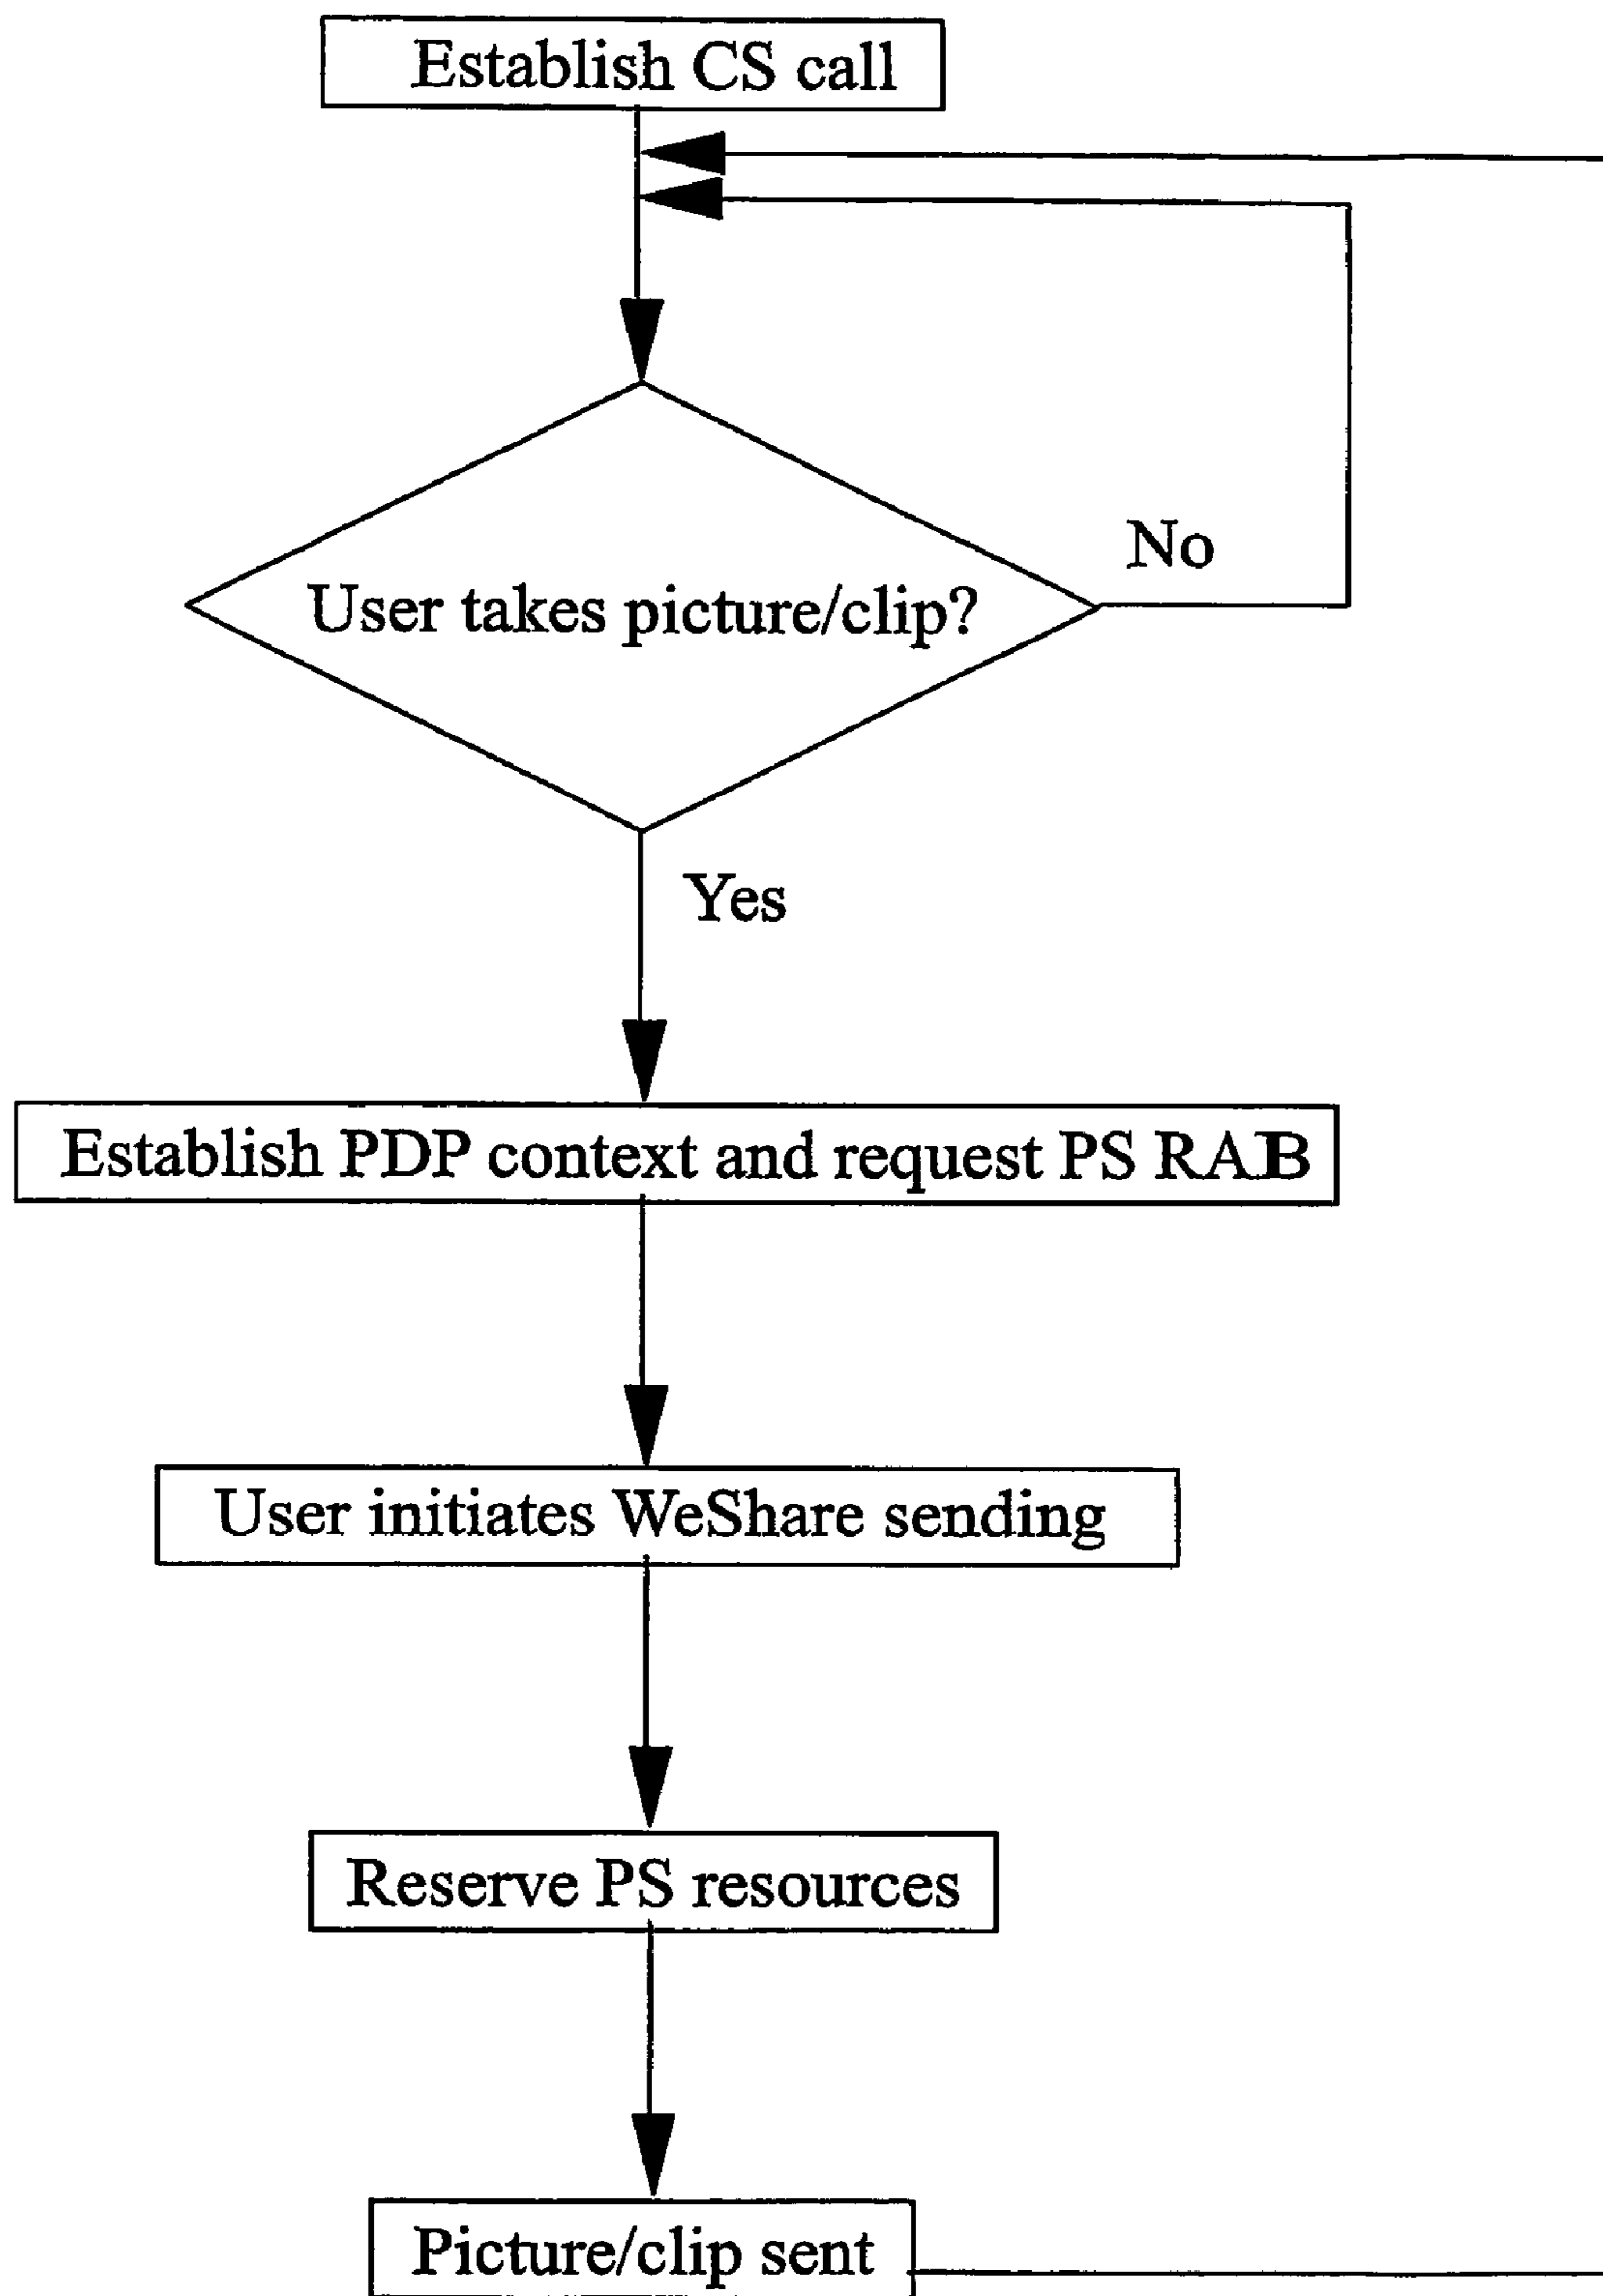 Establish CS call
No
User takes picture/clip?
Yes
Establish PDP context and request PS RAB
User initiates WeShare sending
Reserve PS resources
Picture/clip sent